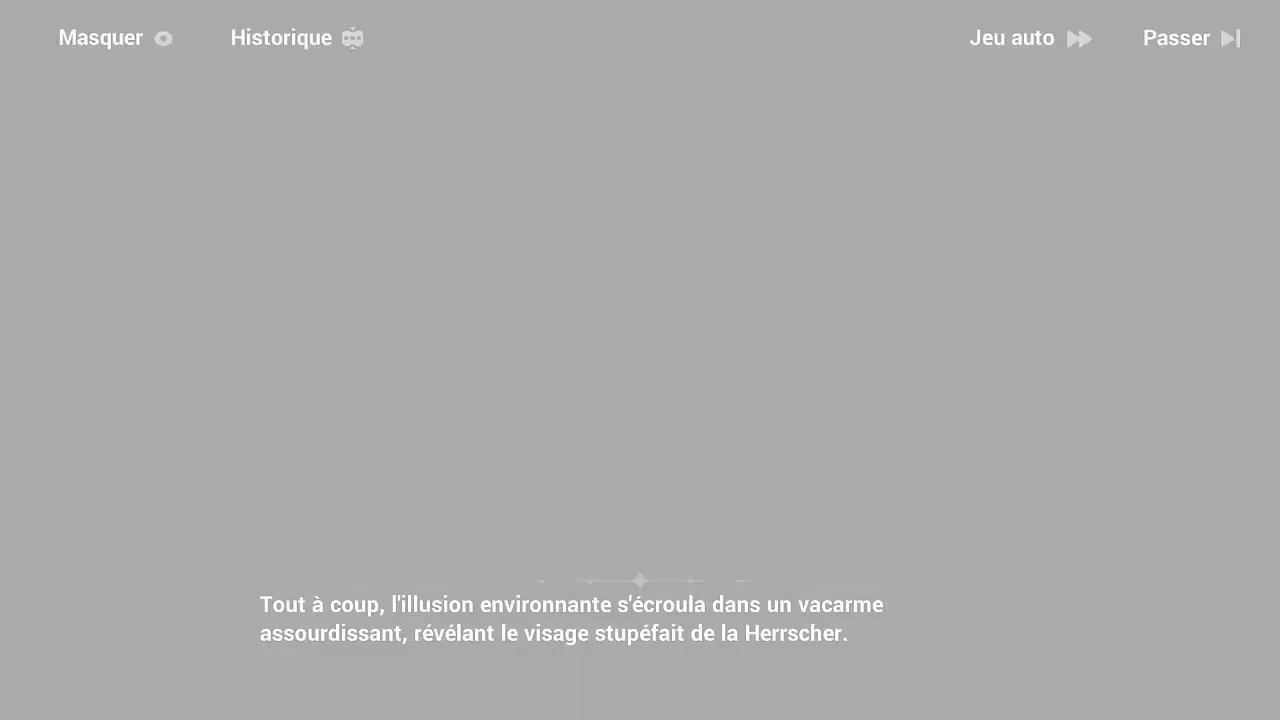 Masquer
Historique
Jeu auto
Passer
Tout à coup, l'illusion environnante s'écroula dans un vacarme
assourdissant, révélant le visage stupéfait de la Herrscher.